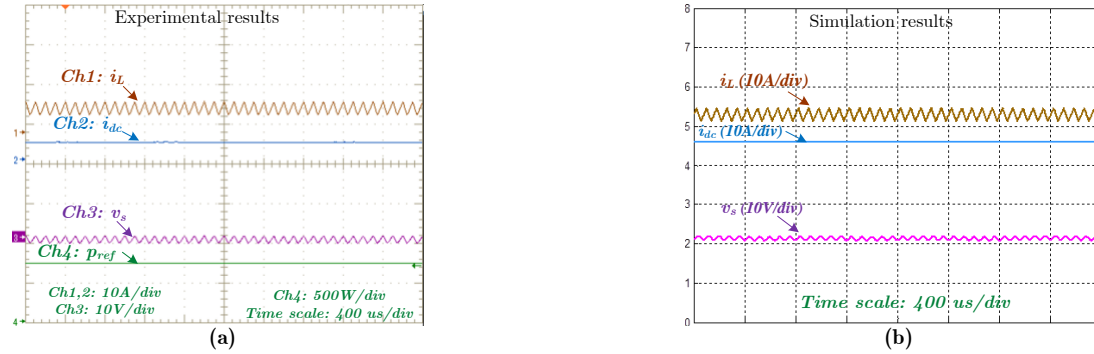 Experimental results
Ch1: iL
1
Ch2: idc
2
Ch3: vs
3
Ch4: pref
Ch1,2: 10A/div
Ch3: 10V/div
Ch4: 500W/div
Time scale: 400 us/div
4
(a)
Simulation results
8
7
6
iL (10A/div)
5
idc (10A/div)
4
3
vs (10V/div)
2
1
Time scale: 400 us/div
0
(b)